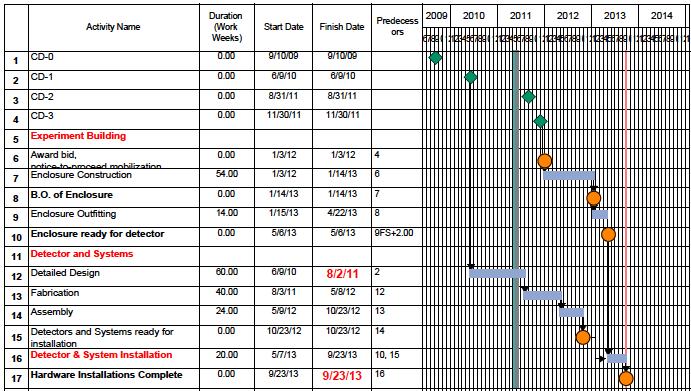 Activity Name Duration (Work Weeks) Start Date Finish Date Predecess ors 2009 2010 2011 2012 2013 2014
1 CD-0 0.00 9/10/09 9/10/09
2 CD-1 0.00 6/9/10 6/9/10
3 CD-2 0.00 8/31/11 8/31/11
4 CD-3 0.00 11/30/11 11/30/11
5 Experiment Building
6 Award bid, notice-to-proceed mobilization 0.00 1/3/12 1/3/12 4
7 Enclosure Construction 54.00 1/3/12 1/14/13 6
8 B.O. of Enclosure 0.00 1/14/13 1/14/13 7
9 Enclosure Outfitting 14.00 1/15/13 4/22/13 8
10 Enclosure ready for detector 0.00 5/6/13 5/6/13 9FS+2.00
11 Detector and Systems
12 Detailed Design 60.00 6/9/10 8/2/11 2
13 Fabrication 40.00 8/3/11 5/8/12 12
14 Assembly 24.00 5/9/12 10/23/12 13
15 Detectors and Systems ready for installation 0.00 10/23/12 10/23/12 14
16 Detector & System Installation 20.00 5/7/13 9/23/13 10, 15
17 Hardware Installations Complete 0.00 9/23/13 9/23/13 16